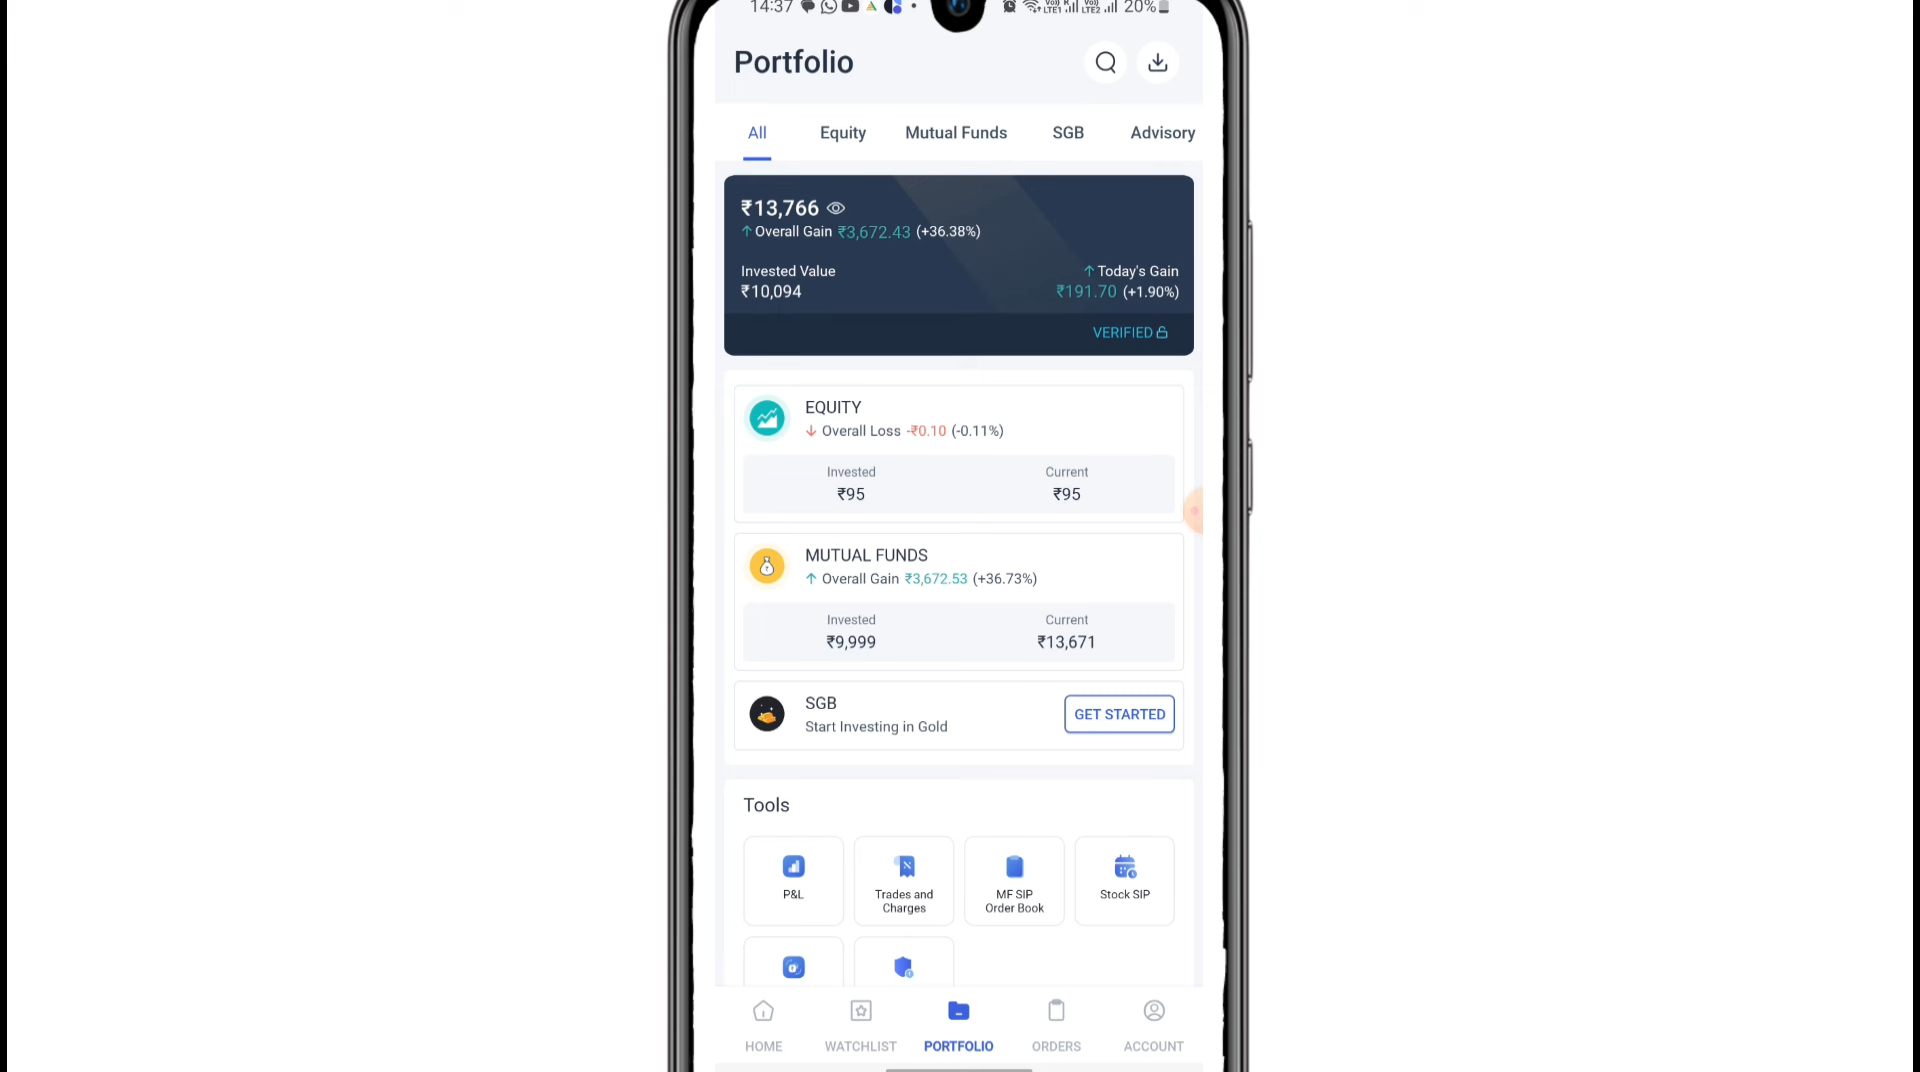 14:37 LTE1 LTE2 20%
Portfolio
All Equity Mutual Funds SGB Advisory
₹13,766
↑ Overall Gain ₹3,672.43 (+36.38%)
Invested Value ↑ Today's Gain
₹10,094 ₹191.70 (+1.90%)
VERIFIED
EQUITY
↓ Overall Loss -₹0.10 (-0.11%)
Invested Current
₹95 ₹95
MUTUAL FUNDS
↑ Overall Gain ₹3,672.53 (+36.73%)
Invested Current
₹9,999 ₹13,671
SGB
Start Investing in Gold
GET STARTED
Tools
P&L Trades and Charges MF SIP Order Book Stock SIP
HOME WATCHLIST PORTFOLIO ORDERS ACCOUNT